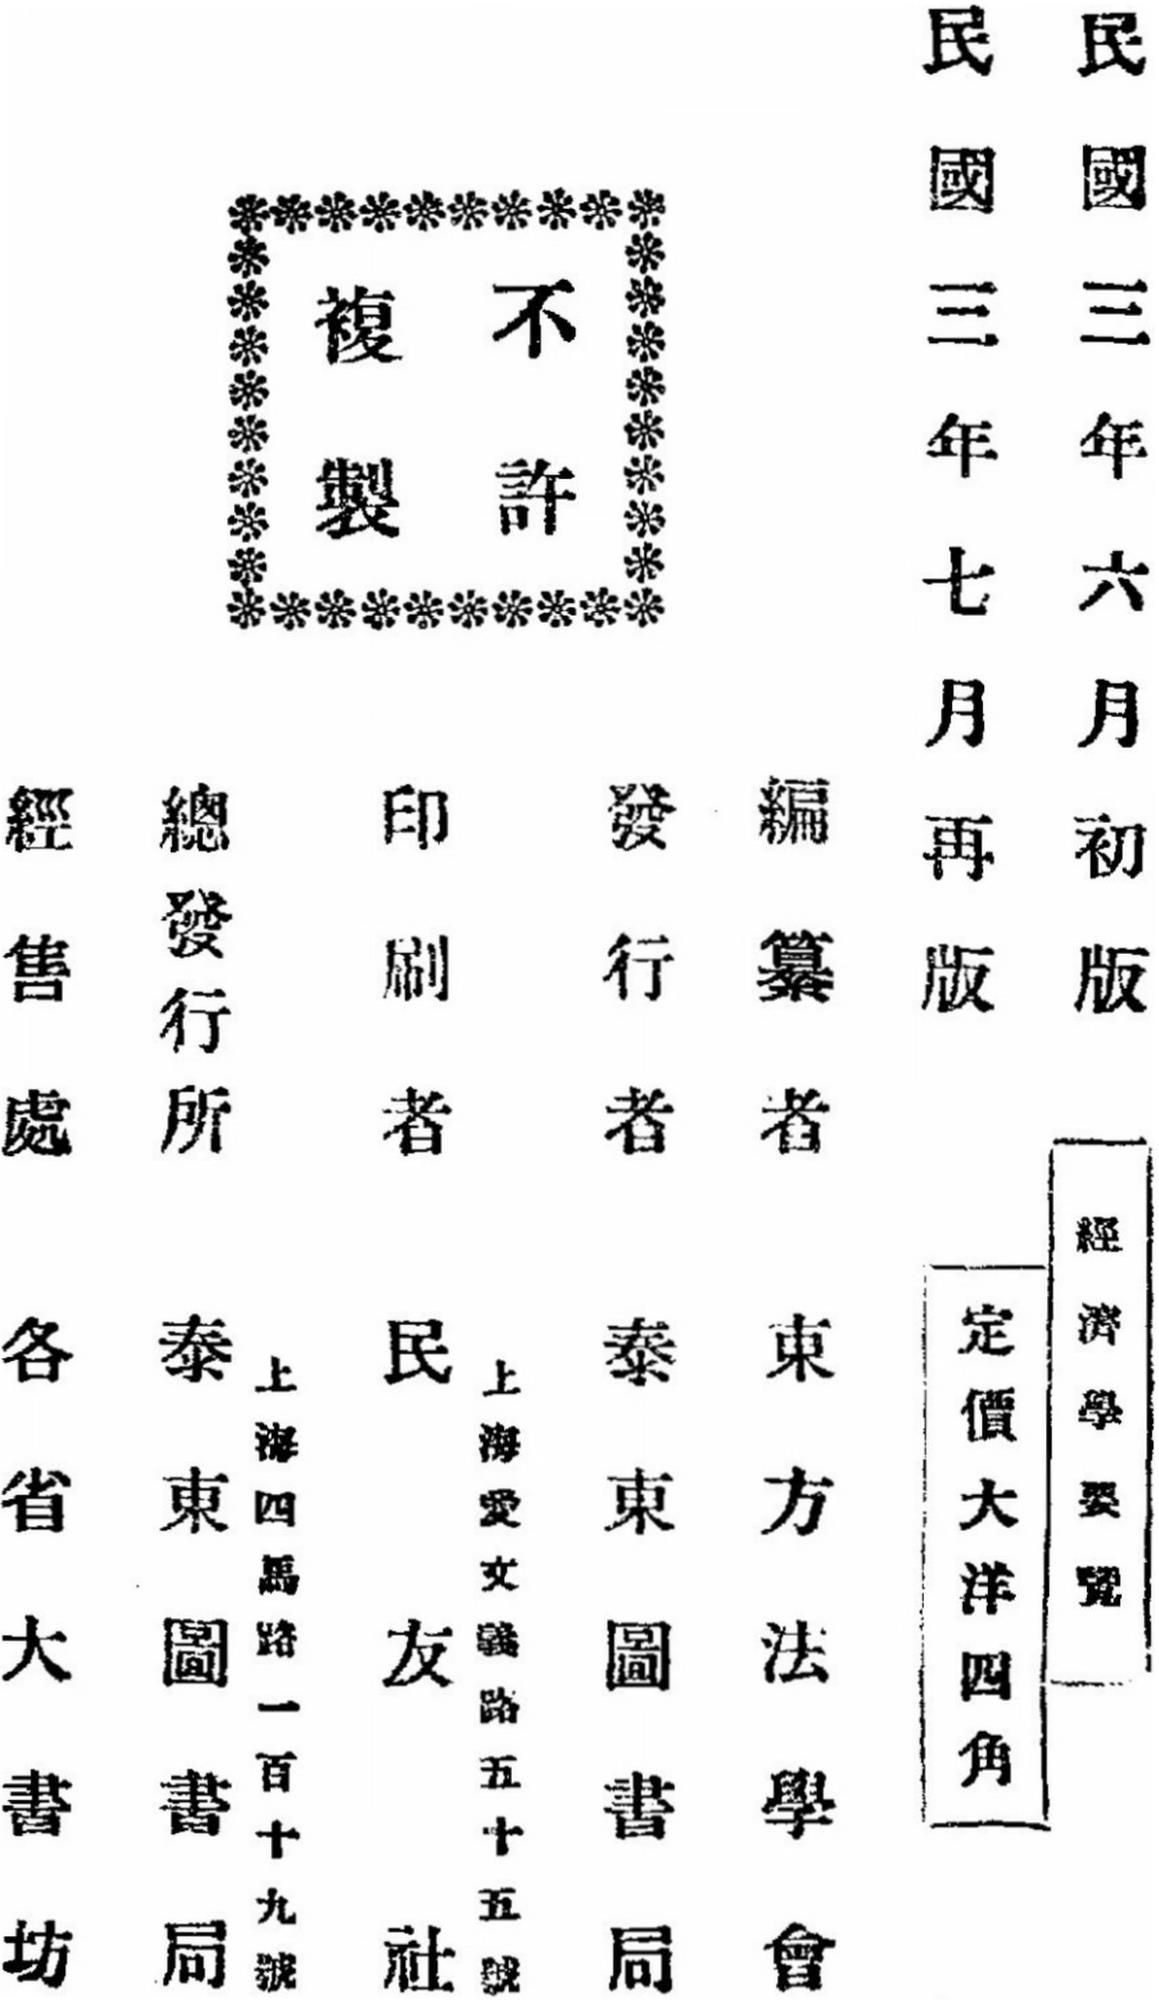 民國三年六月初版
民國三年七月再版
經濟學要覽
定價大洋四角
不許
複製
編纂者 東方法學會
發行者 泰東圖書局
上海愛文義路五十五號
印刷者 民友社
上海四馬路一百十九號
總發行所 泰東圖書局
經售處 各省大書坊